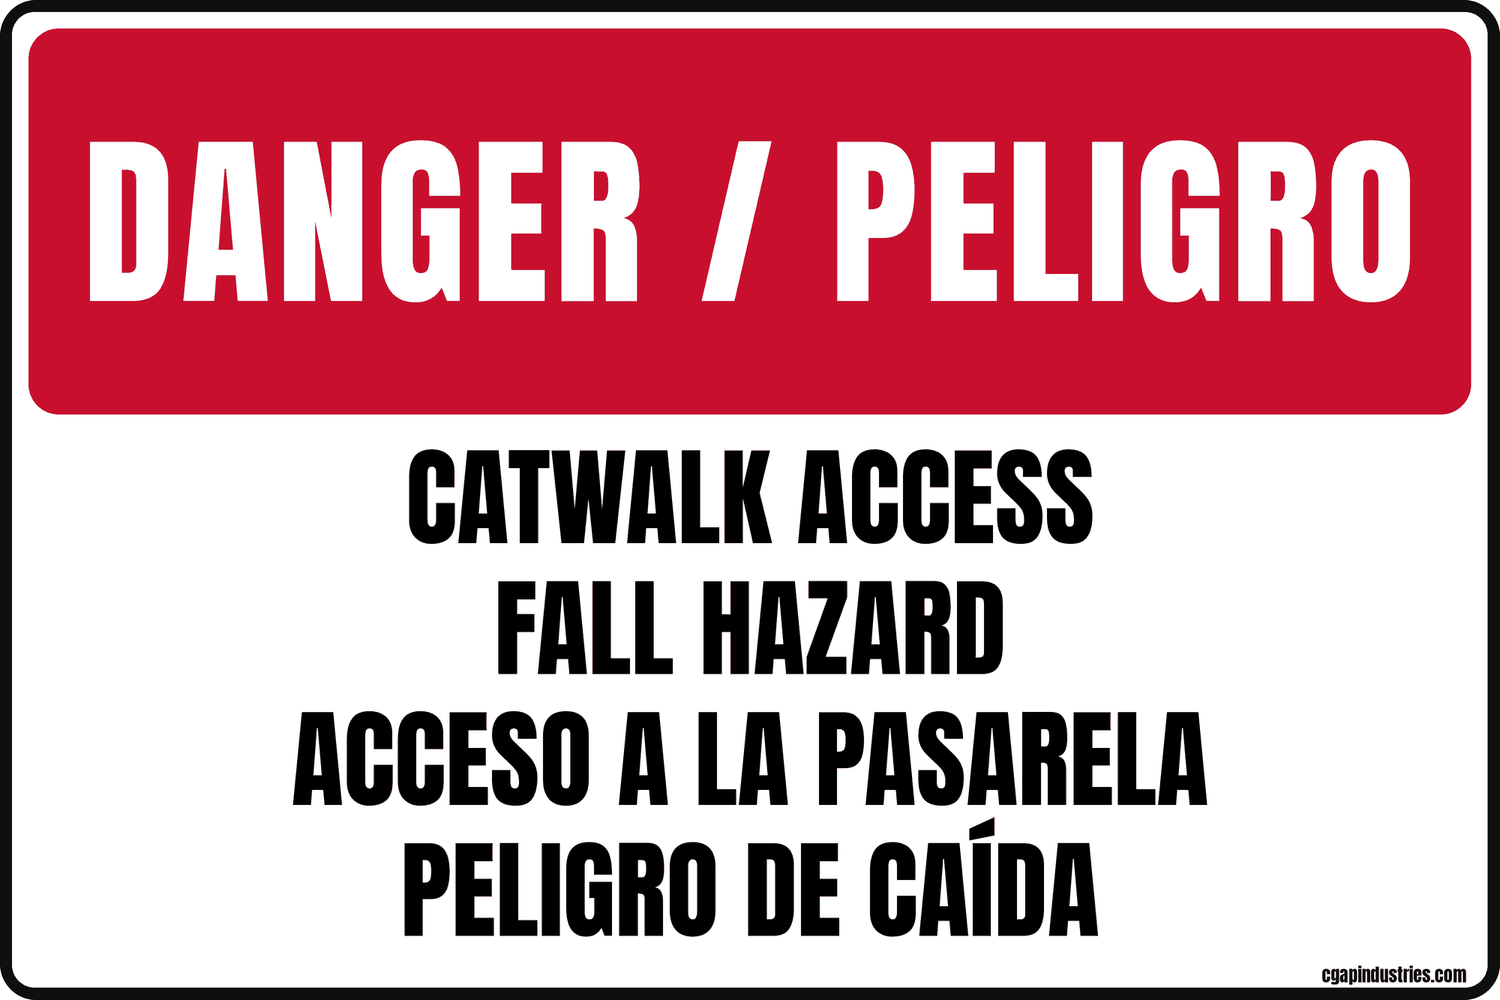 DANGER / PELIGRO
CATWALK ACCESS
FALL HAZARD
ACCESO A LA PASARELA
PELIGRO DE CAÍDA
cgapindustries.com